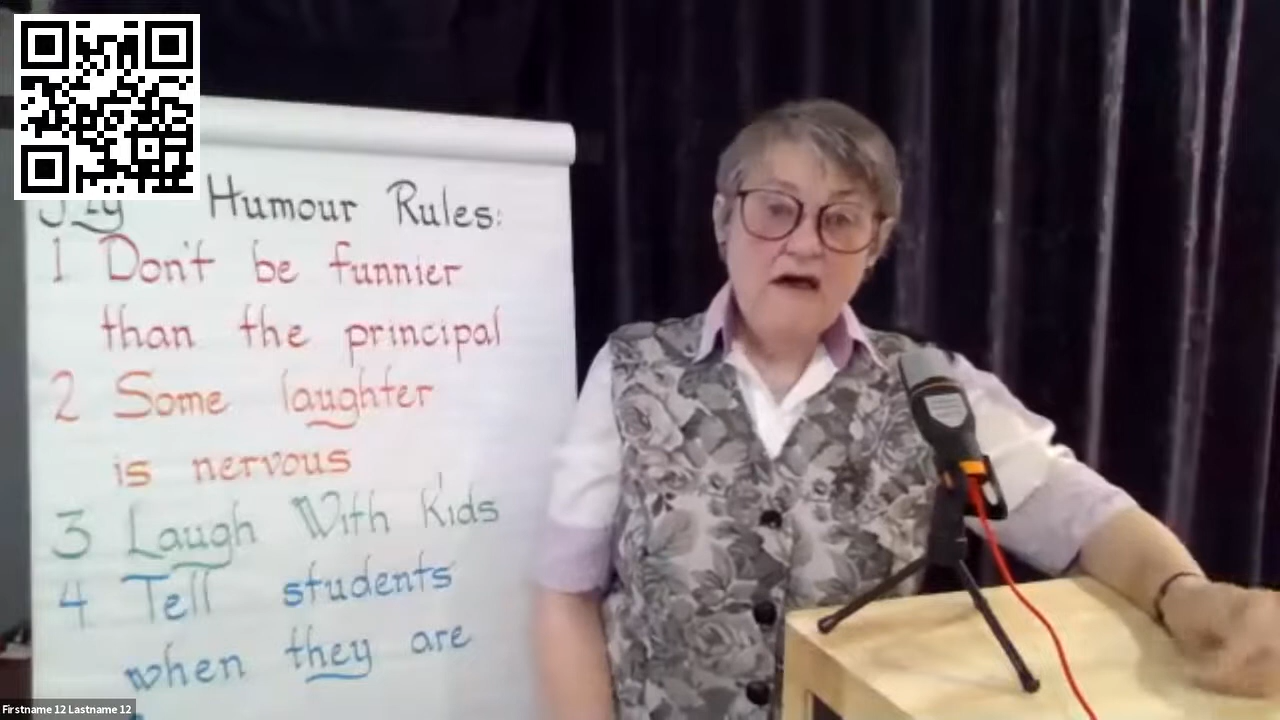 Humour Rules:
1 Don't be funnier
than the principal
2 Some laughter
is nervous
3 Laugh With Kids
4 Tell students
when they are
Firstname 12 Lastname 12